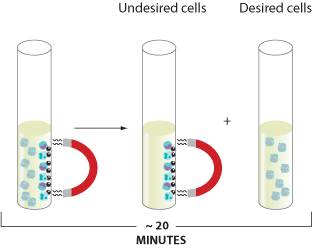 Undesired cells
Desired cells
+
~ 20
MINUTES